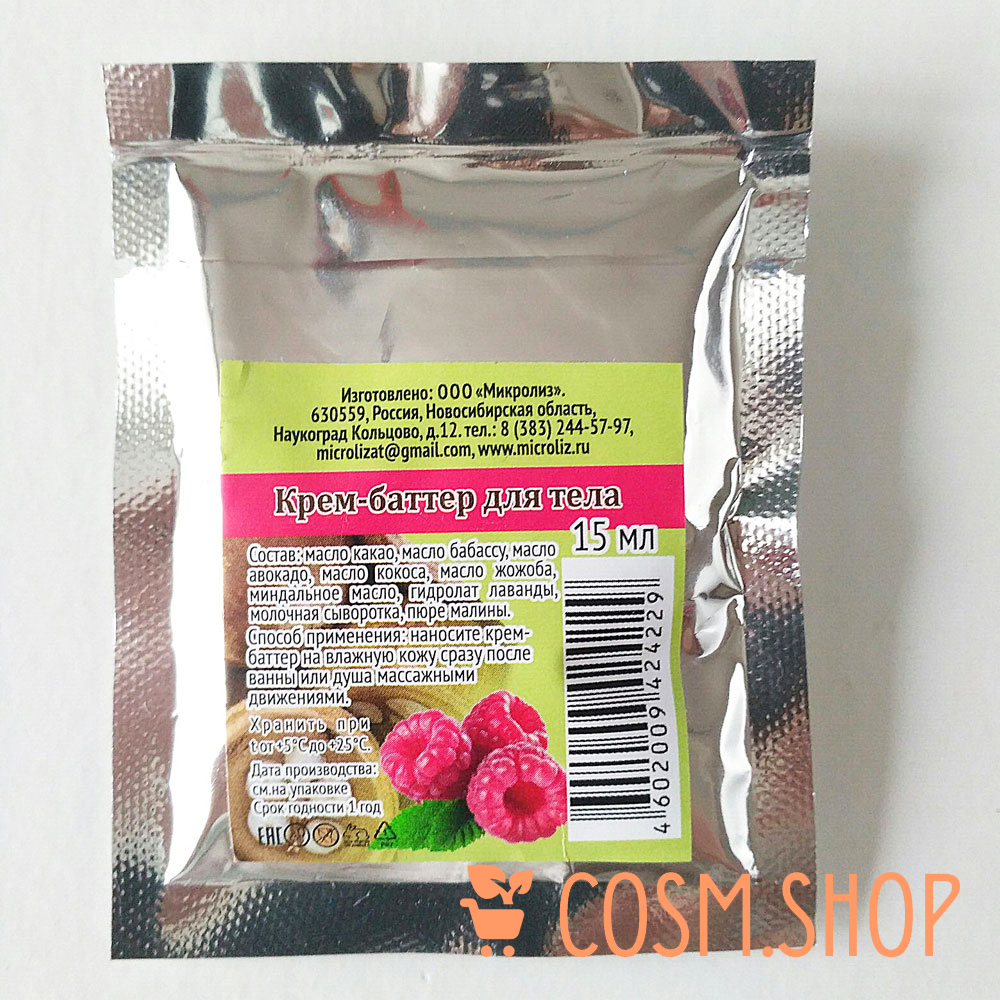 Изготовлено: ООО «Микролиз».
630559, Россия, Новосибирская область,
Наукоград Кольцово, д.12. тел.: 8 (383) 244-57-97,
microlizat@gmail.com, www.microliz.ru
Крем-баттер для тела
15 мл
Состав: масло какао, масло бабассу, масло
авокадо, масло кокоса, масло жожоба,
миндальное масло, гидролат лаванды,
молочная сыворотка, пюре малины.
Способ применения: наносите крем-
баттер на влажную кожу сразу после
ванны или душа массажными
движениями.
Хранить при
t от +5°C до +25°C.
Дата производства:
см.на упаковке
Срок годности 1 год
EAC
4 602009 424229
COSM.SHOP